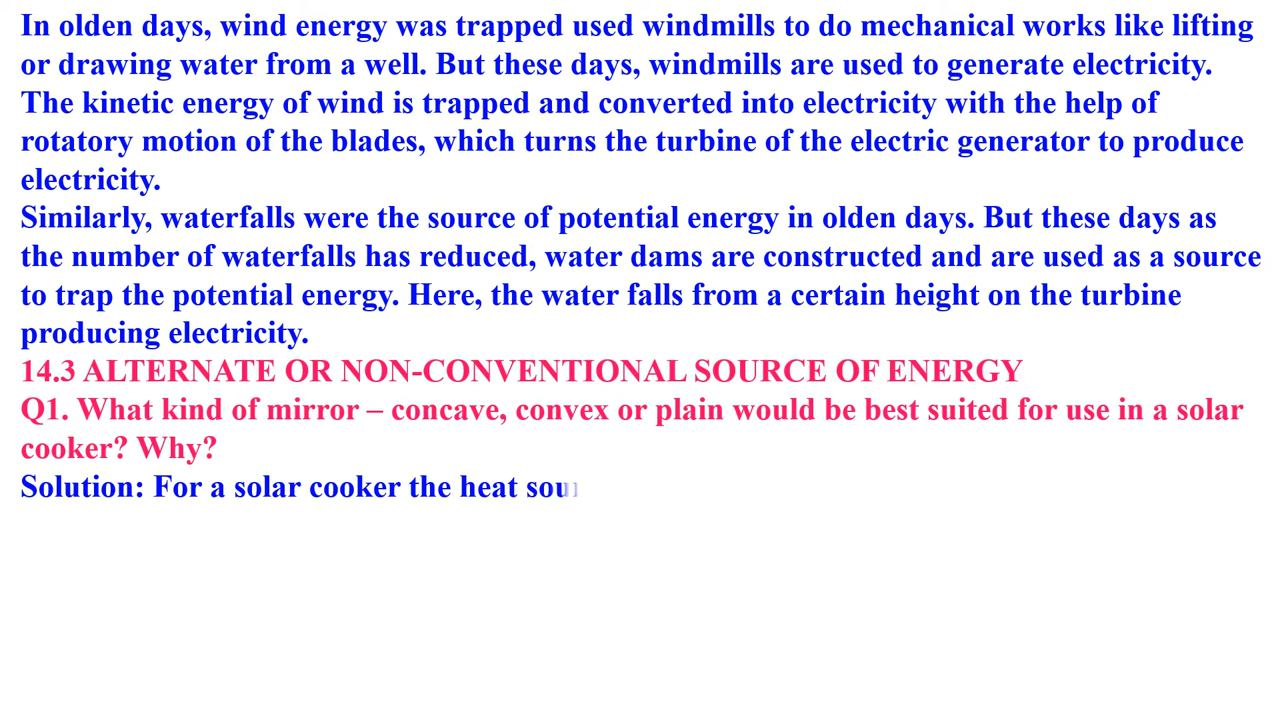 In olden days, wind energy was trapped used windmills to do mechanical works like lifting
or drawing water from a well. But these days, windmills are used to generate electricity.
The kinetic energy of wind is trapped and converted into electricity with the help of
rotatory motion of the blades, which turns the turbine of the electric generator to produce
electricity.
Similarly, waterfalls were the source of potential energy in olden days. But these days as
the number of waterfalls has reduced, water dams are constructed and are used as a source
to trap the potential energy. Here, the water falls from a certain height on the turbine
producing electricity.
14.3 ALTERNATE OR NON-CONVENTIONAL SOURCE OF ENERGY
Q1. What kind of mirror – concave, convex or plain would be best suited for use in a solar
cooker? Why?
Solution: For a solar cooker the heat